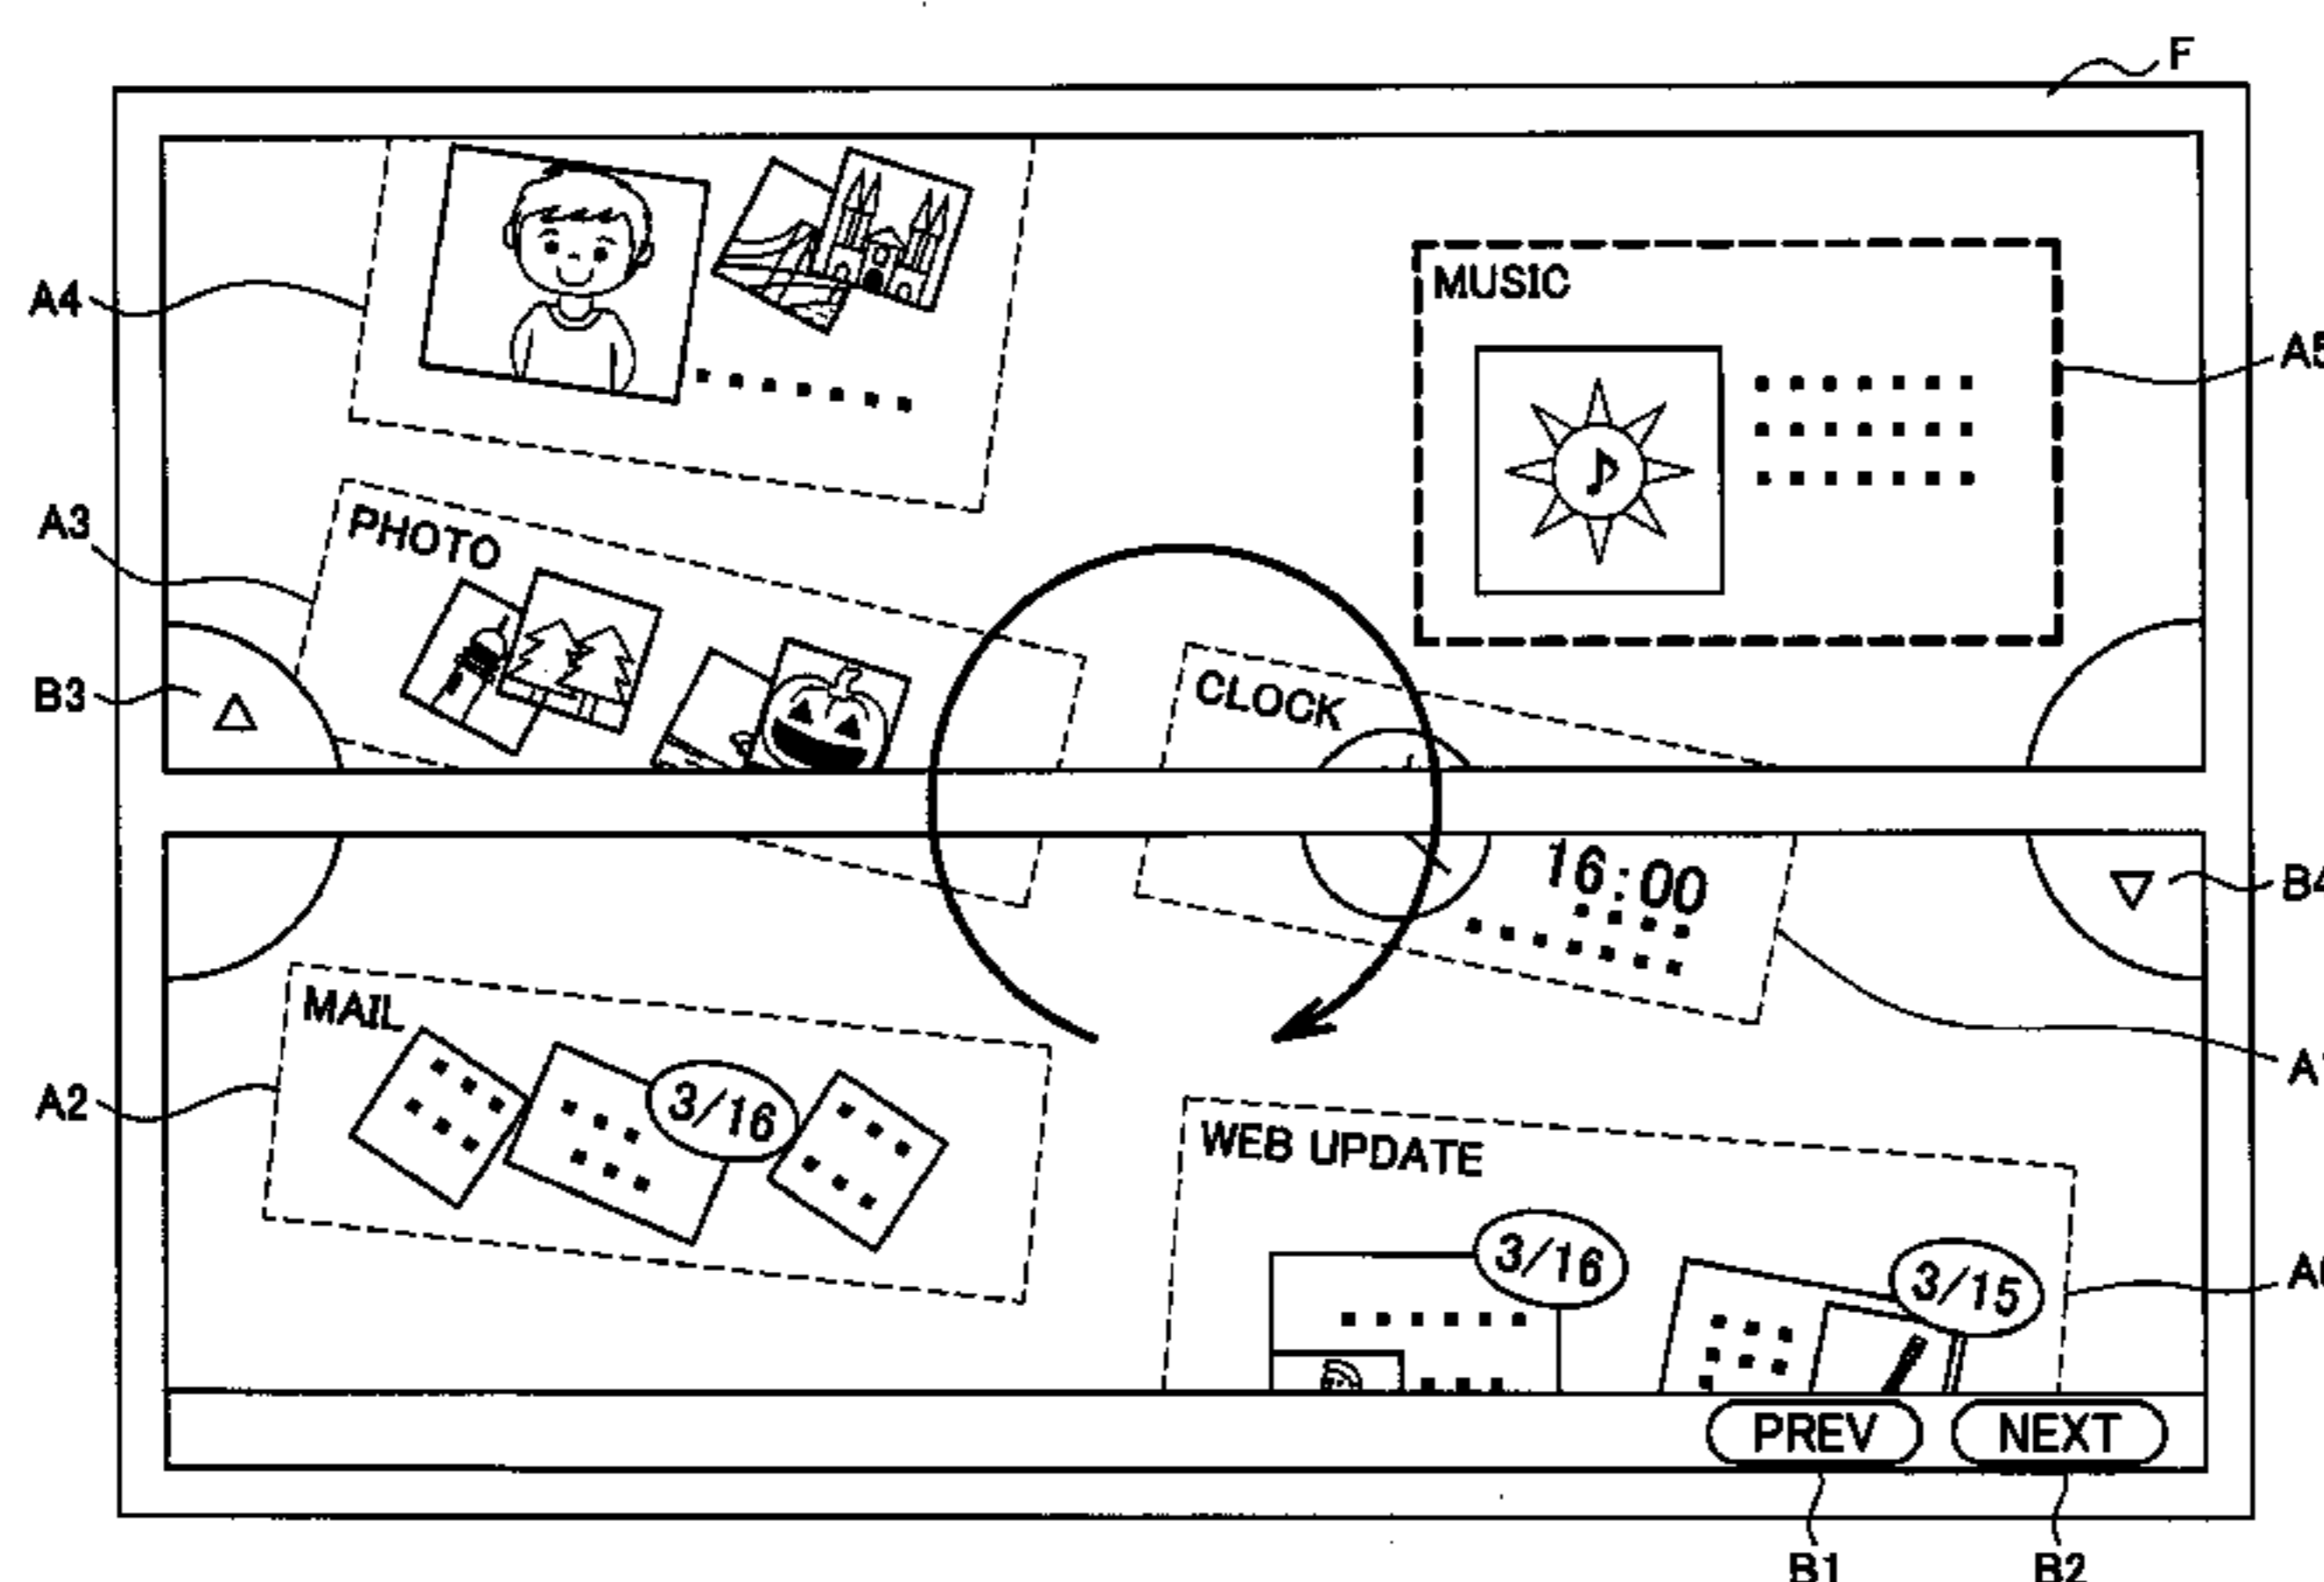 F
A4
MUSIC
A5
A3
PHOTO
B3
CLOCK
16:00
B4
MAIL
A2
3/16
WEB UPDATE
3/16
3/15
PREV
NEXT
B1
B2